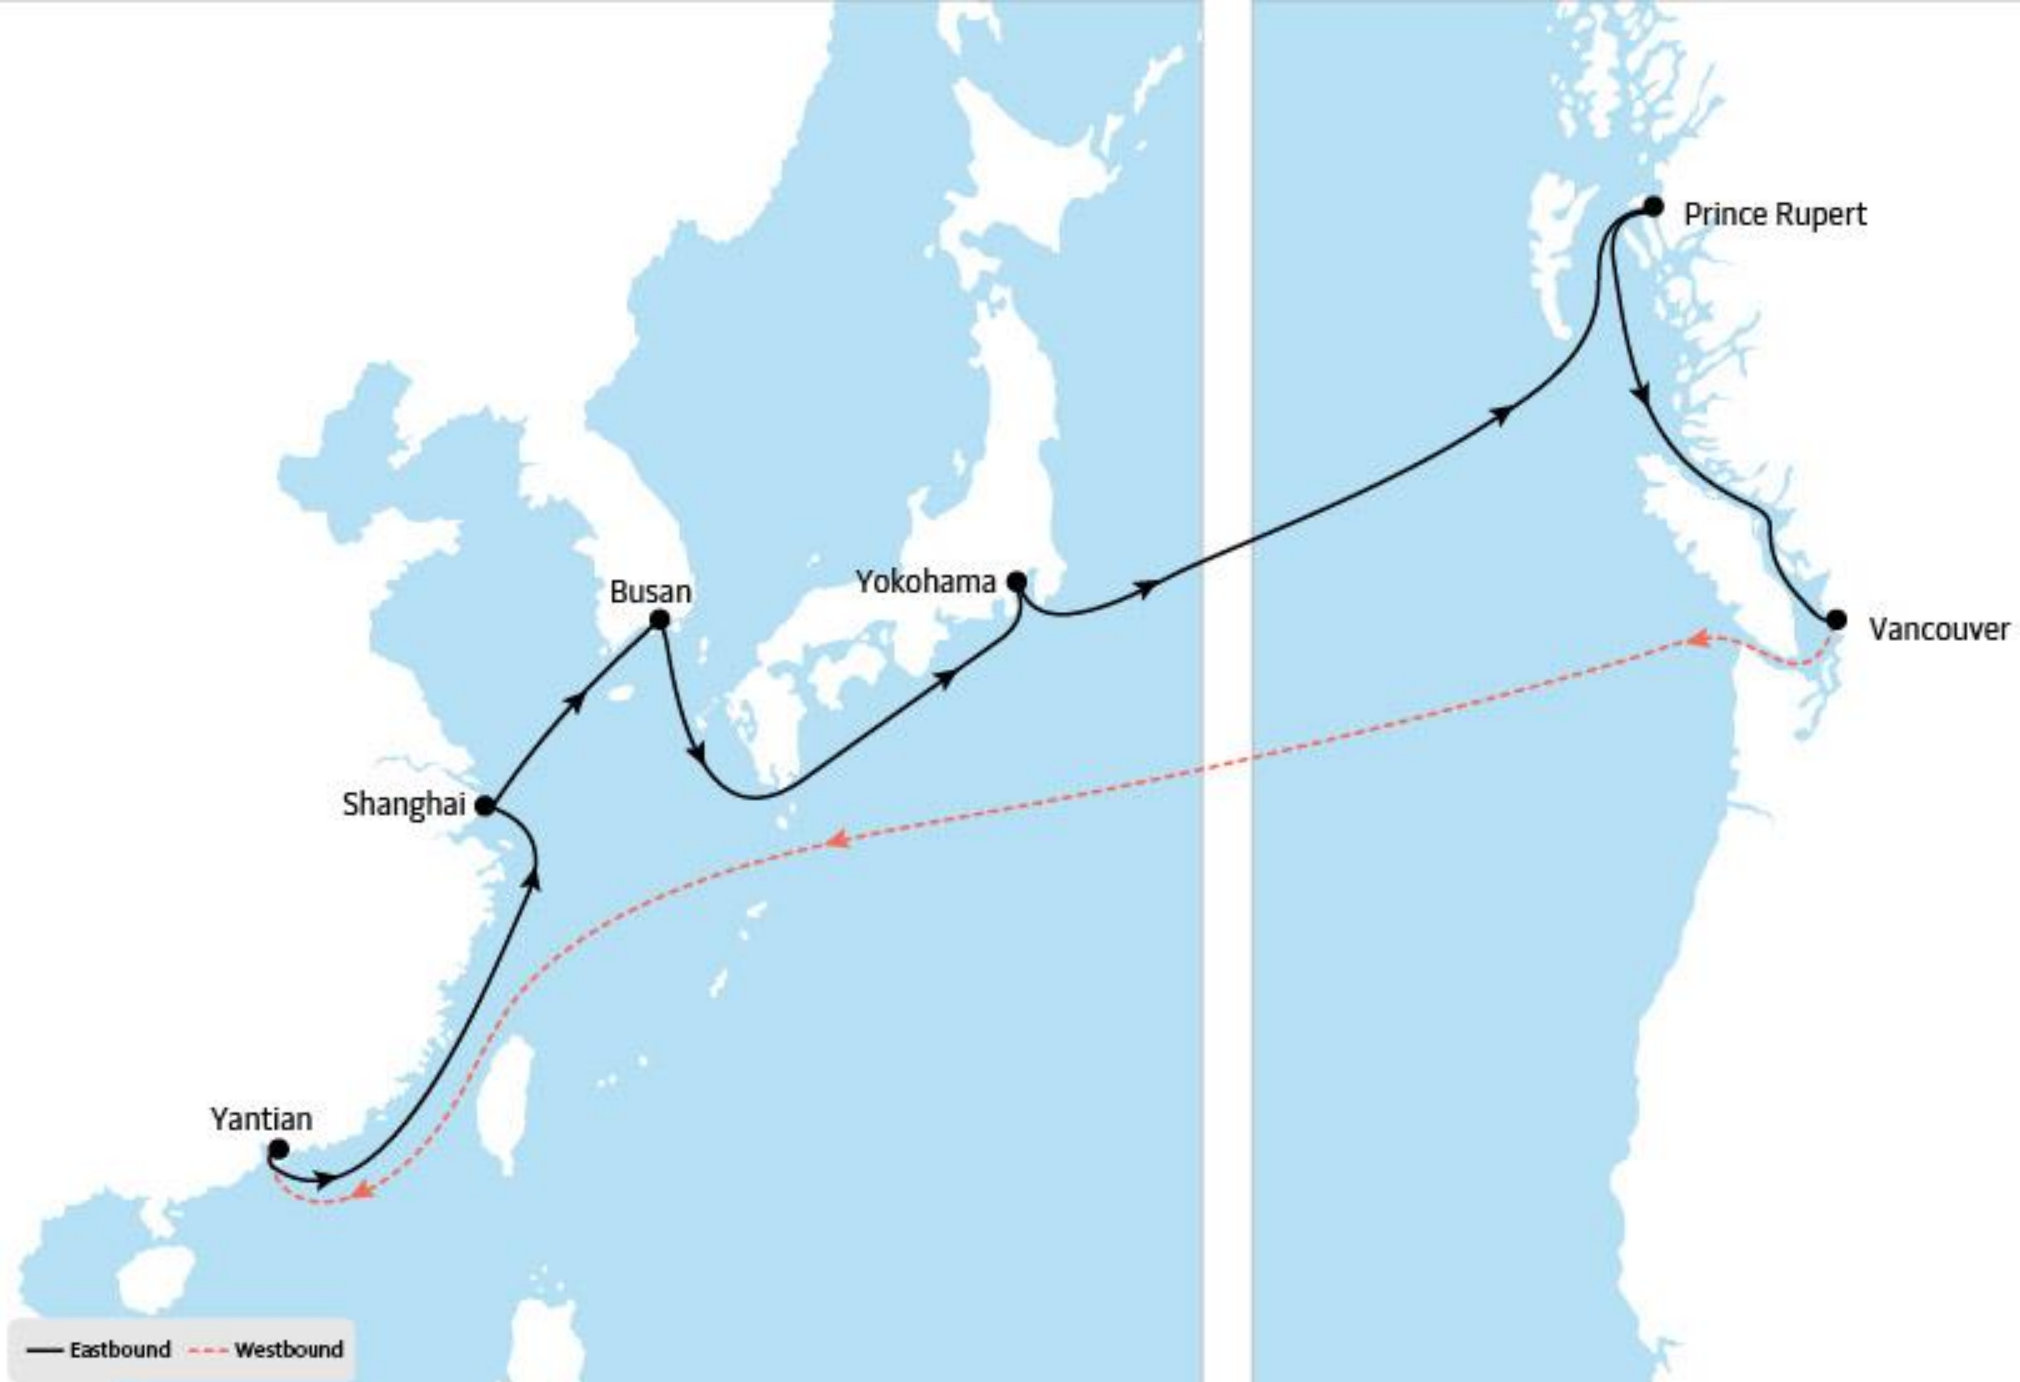 Prince Rupert
Yokohama
Busan
Vancouver
Shanghai
Yantian
Eastbound Westbound